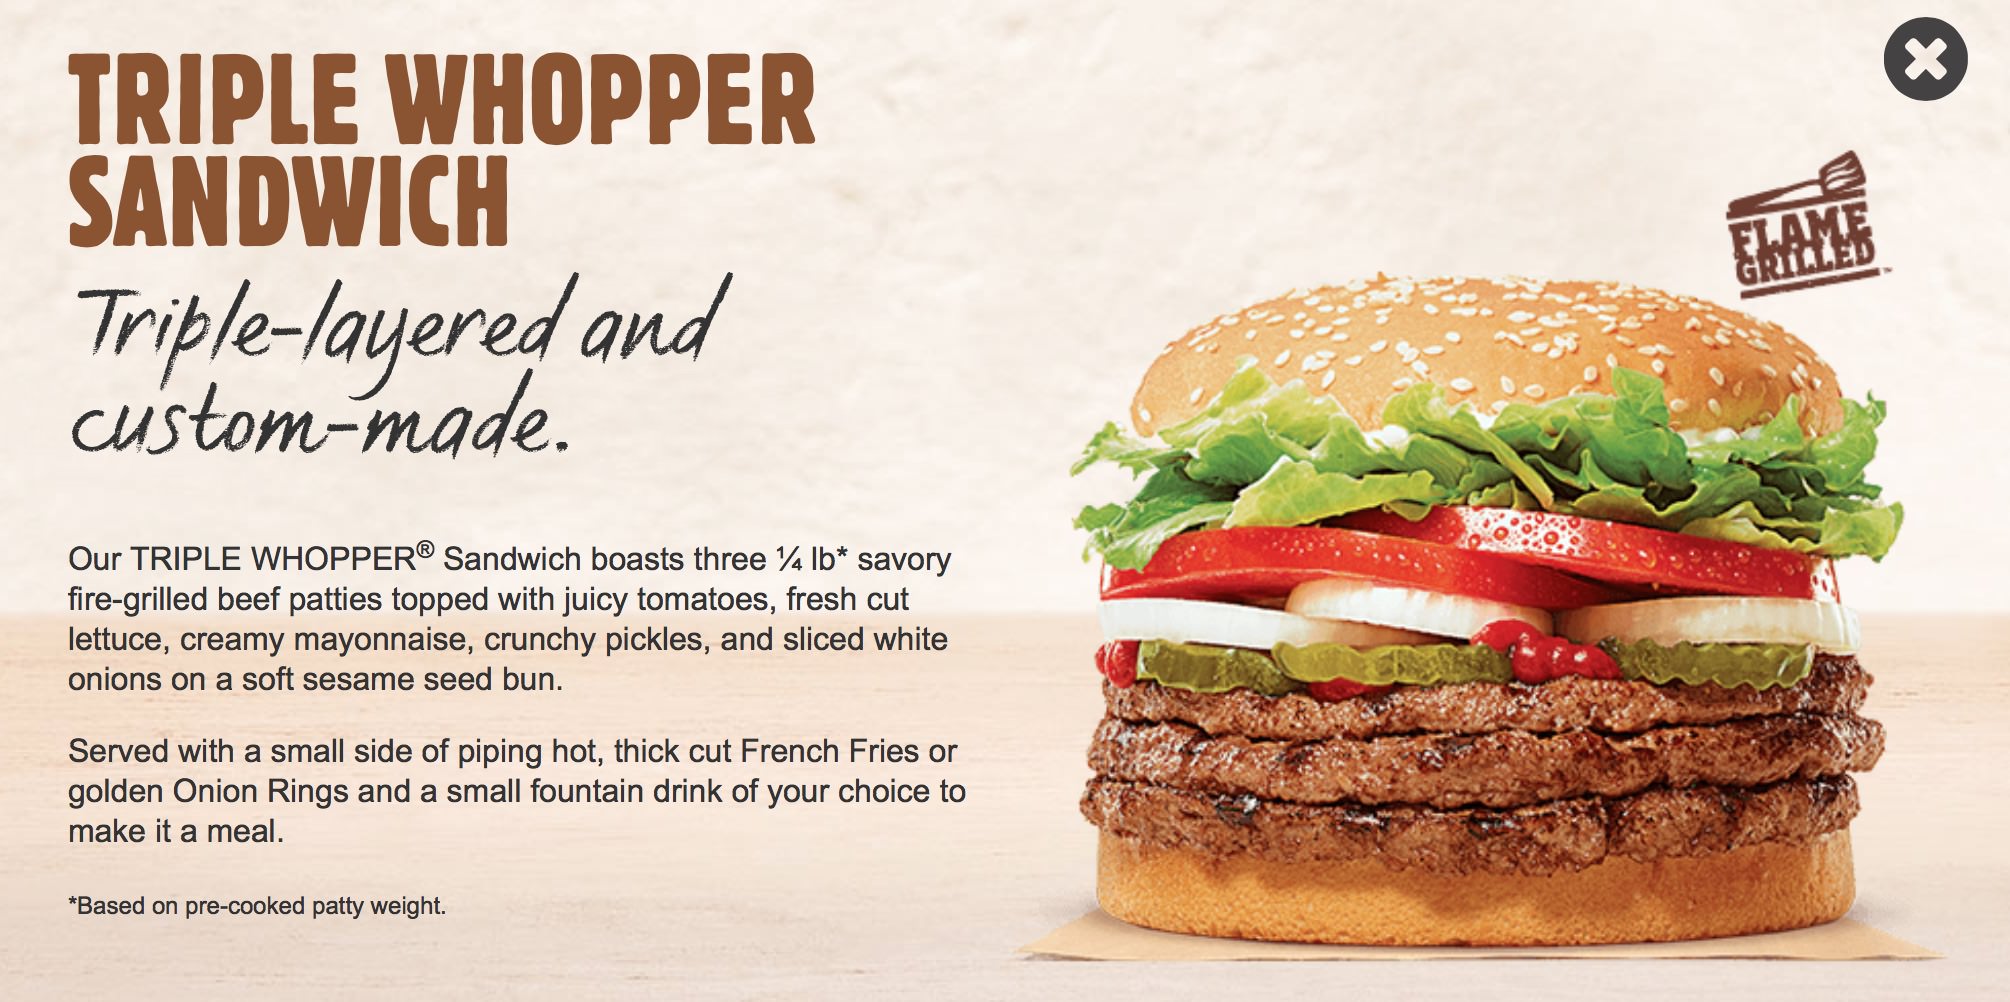 TRIPLE WHOPPER
SANDWICH
Triple-layered and
custom-made.
FLAME
GRILLED™
Our TRIPLE WHOPPER® Sandwich boasts three ¼ lb* savory
fire-grilled beef patties topped with juicy tomatoes, fresh cut
lettuce, creamy mayonnaise, crunchy pickles, and sliced white
onions on a soft sesame seed bun.
Served with a small side of piping hot, thick cut French Fries or
golden Onion Rings and a small fountain drink of your choice to
make it a meal.
*Based on pre-cooked patty weight.